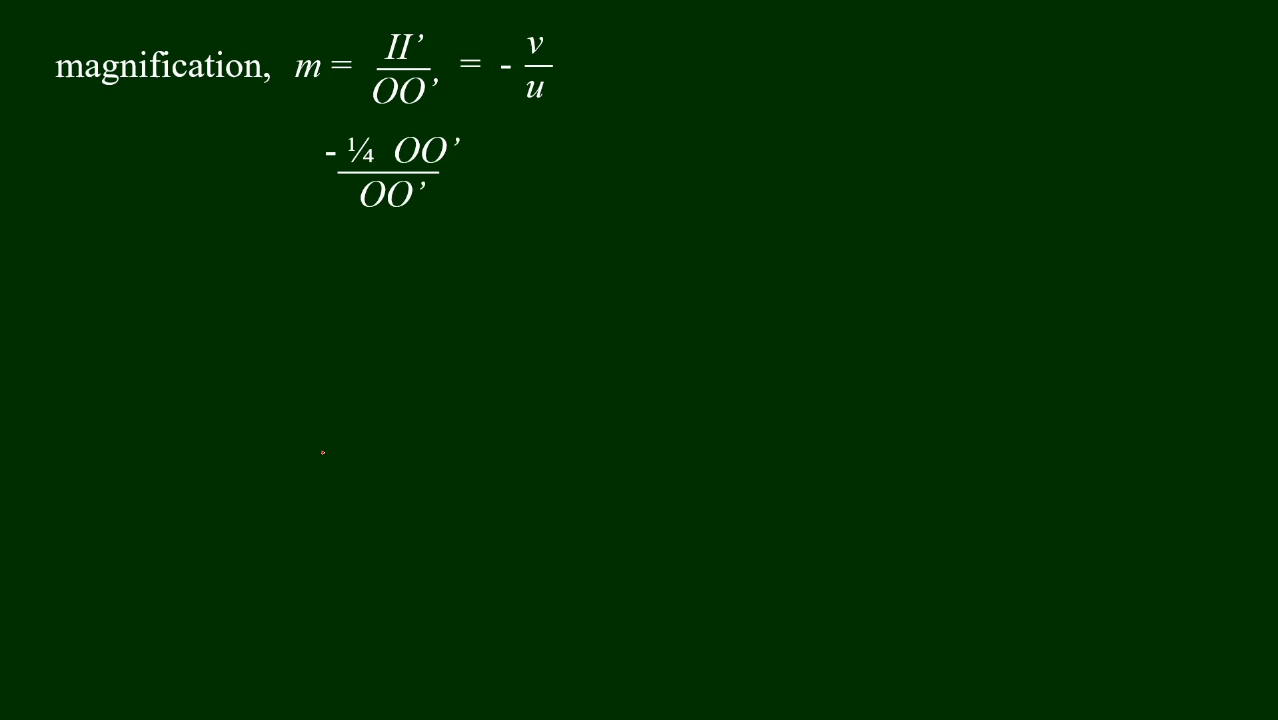 magnification, m = II’/OO’ = - v/u
- ¼ OO’/OO’